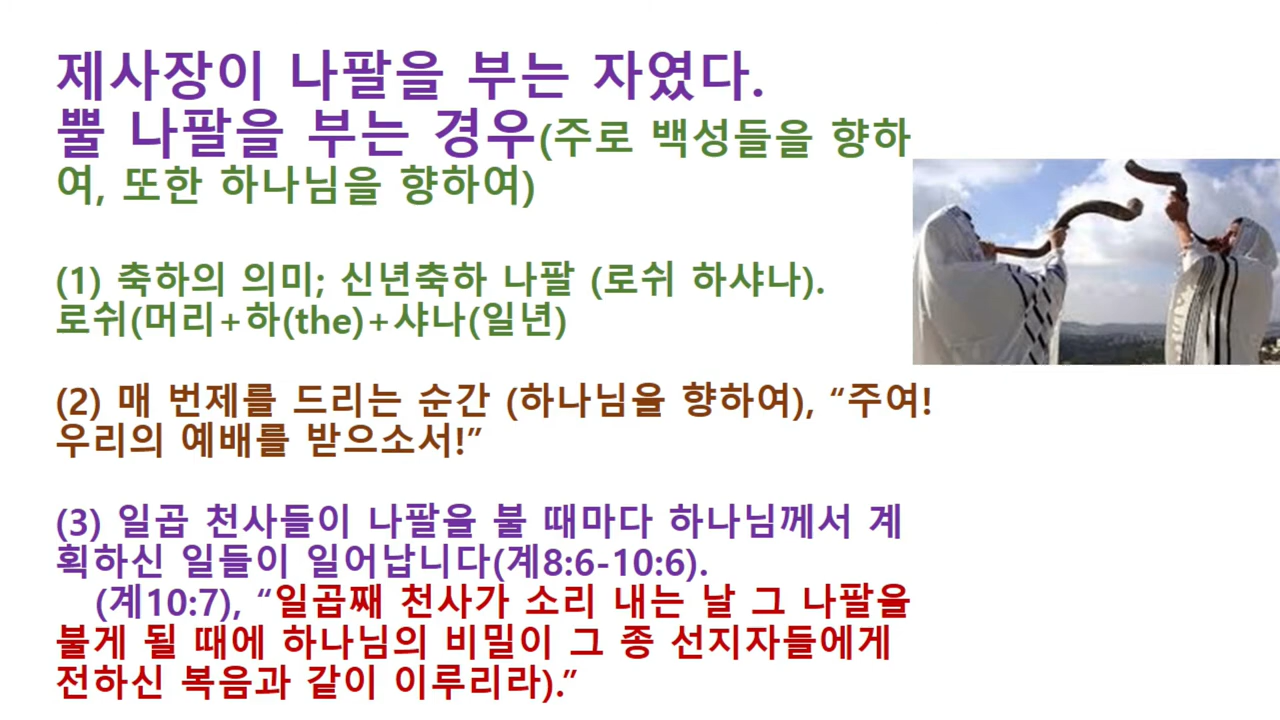 제사장이 나팔을 부는 자였다.
뿔 나팔을 부는 경우(주로 백성들을 향하
여, 또한 하나님을 향하여)
(1) 축하의 의미; 신년축하 나팔 (로쉬 하샤나).
로쉬(머리+하(the)+샤나(일년)
(2) 매 번제를 드리는 순간 (하나님을 향하여), “주여!
우리의 예배를 받으소서!”
(3) 일곱 천사들이 나팔을 불 때마다 하나님께서 계
획하신 일들이 일어납니다(계8:6-10:6).
(계10:7), “일곱째 천사가 소리 내는 날 그 나팔을
불게 될 때에 하나님의 비밀이 그 종 선지자들에게
전하신 복음과 같이 이루리라).”